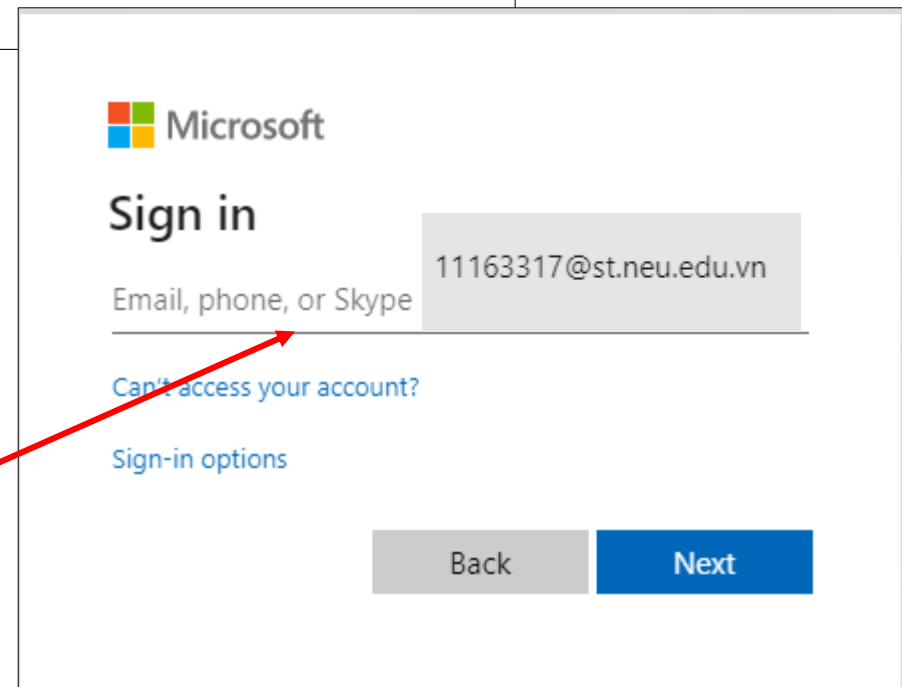 Microsoft
Sign in
11163317@st.neu.edu.vn
Email, phone, or Skype
Can't access your account?
Sign-in options
Back Next